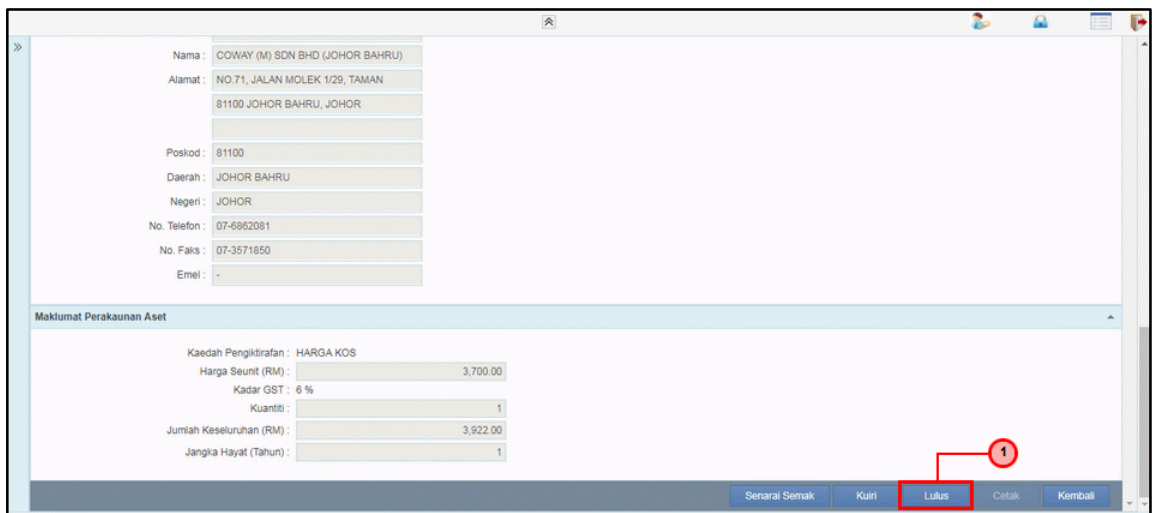 Nama : COWAY (M) SDN BHD (JOHOR BAHRU)
Alamat : NO.71, JALAN MOLEK 1/29, TAMAN
81100 JOHOR BAHRU, JOHOR
Poskod : 81100
Daerah : JOHOR BAHRU
Negeri : JOHOR
No. Telefon : 07-6862081
No. Faks : 07-3571850
Emel : -
Maklumat Perakaunan Aset
Kaedah Pengiktirafan : HARGA KOS
Harga Seunit (RM) : 3,700.00
Kadar GST : 6 %
Kuantiti : 1
Jumlah Keseluruhan (RM) : 3,922.00
Jangka Hayat (Tahun) : 1
1
Senarai Semak Kuiri Lulus Cetak Kembali